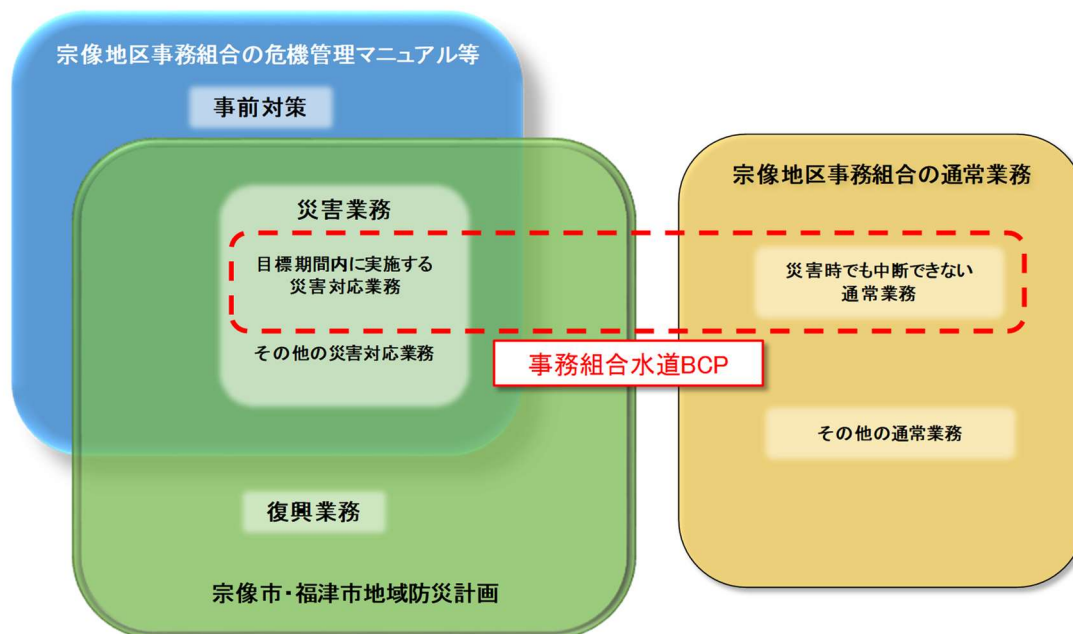 宗像地区事務組合の危機管理マニュアル等
事前対策
災害業務
目標期間内に実施する
災害対応業務
その他の災害対応業務
復興業務
宗像市・福津市地域防災計画
宗像地区事務組合の通常業務
災害時でも中断できない
通常業務
事務組合水道BCP
その他の通常業務